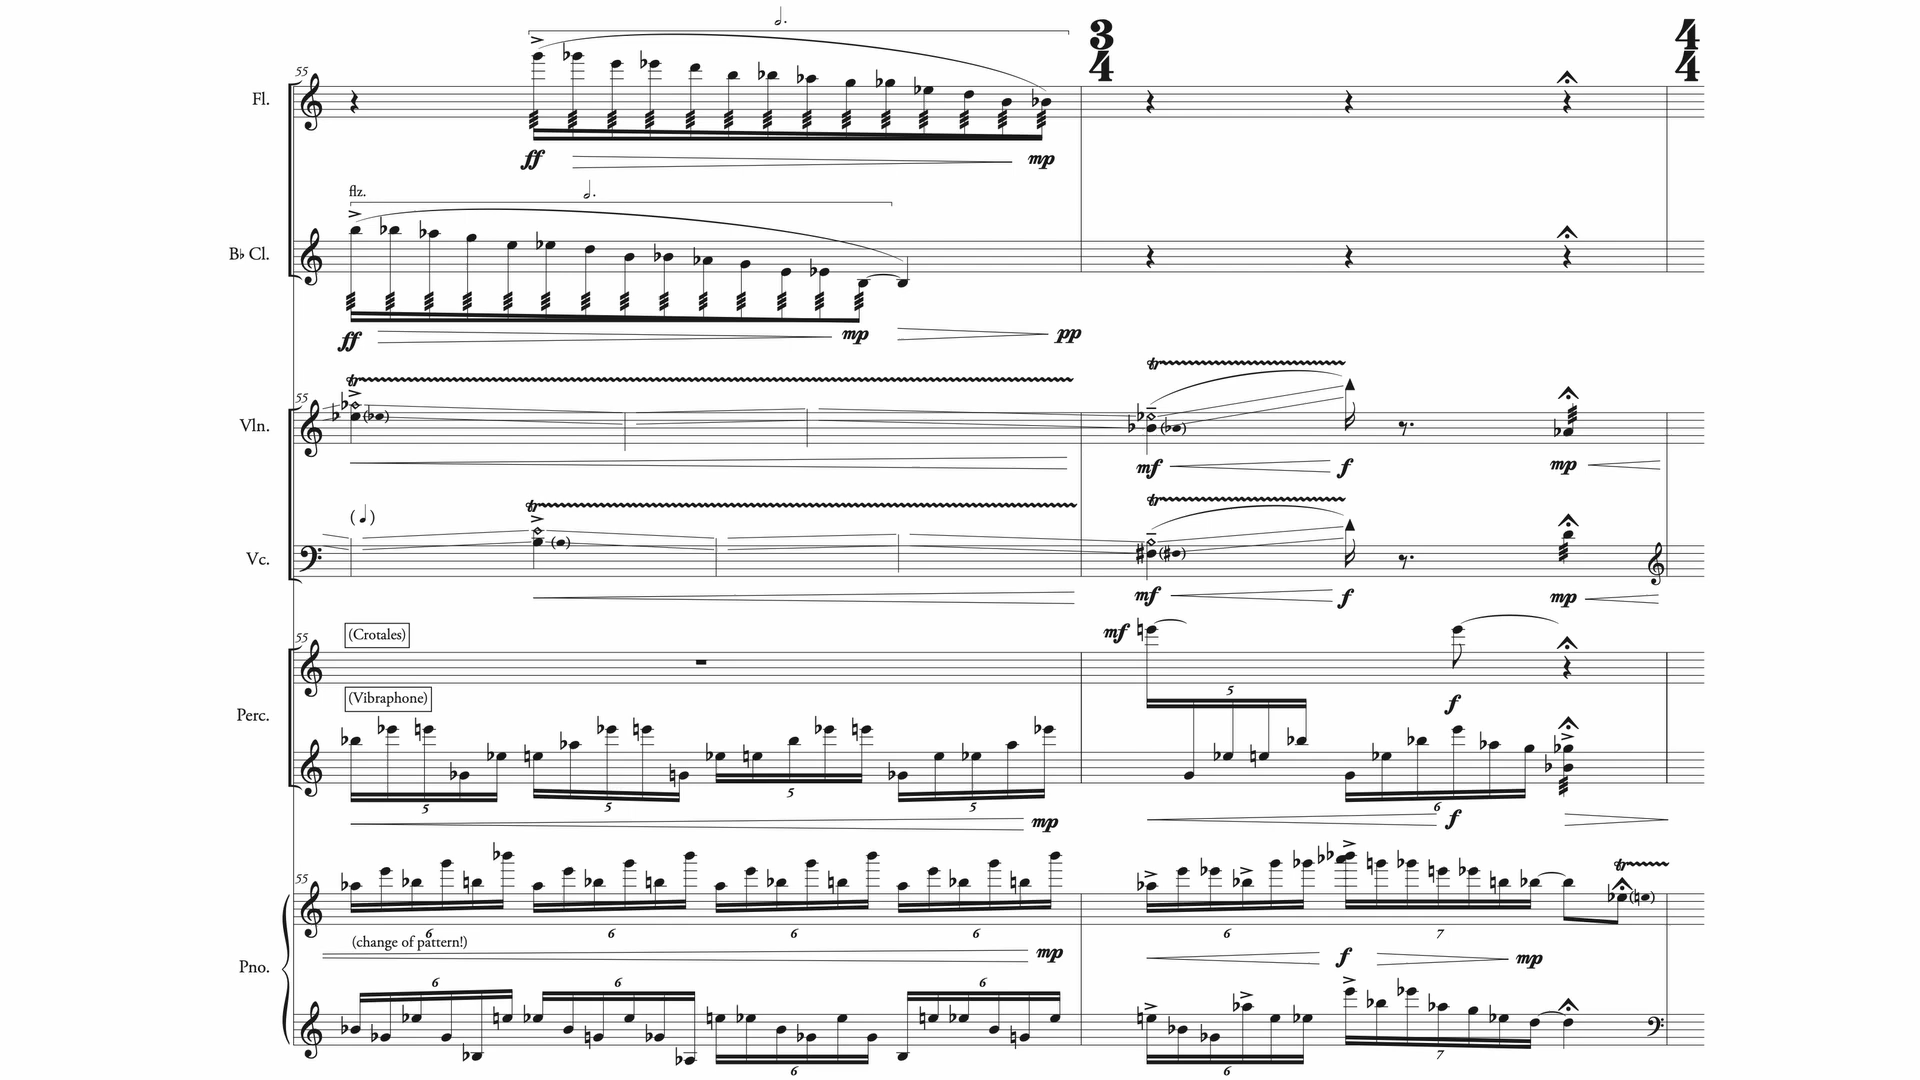 3 4
4 4
55
Fl.
ff mp
flz.
B♭ Cl.
ff mp pp
tr tr
55
Vln.
mf f mp
( )
tr tr
Vc.
mf f mp
55
(Crotales)
mf
5
f
(Vibraphone)
Perc.
5 5 5 5 6
mp f
tr
55
6 6 6 6 6 7
(change of pattern!)
mp f mp
Pno.
6 6 6
6 6 7